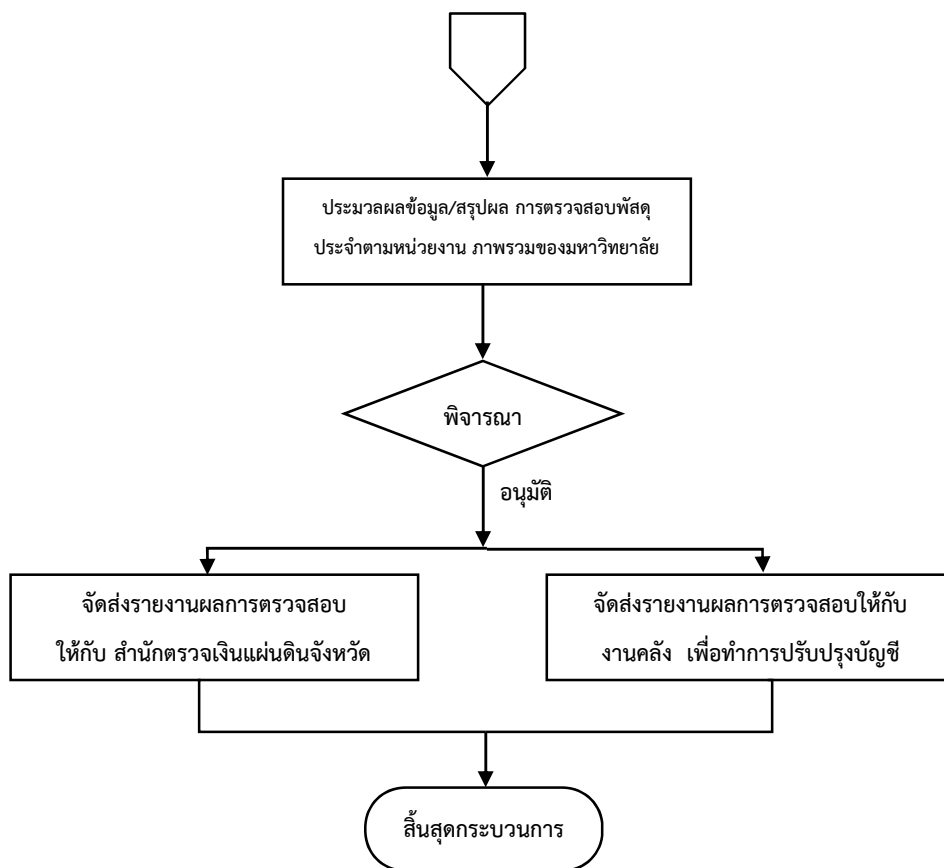 ประมวลผลข้อมูล/สรุปผล การตรวจสอบพัสดุ
ประจำตามหน่วยงาน ภาพรวมของมหาวิทยาลัย
พิจารณา
อนุมัติ
จัดส่งรายงานผลการตรวจสอบ
ให้กับ สำนักตรวจเงินแผ่นดินจังหวัด
จัดส่งรายงานผลการตรวจสอบให้กับ
งานคลัง เพื่อทำการปรับปรุงบัญชี
สิ้นสุดกระบวนการ